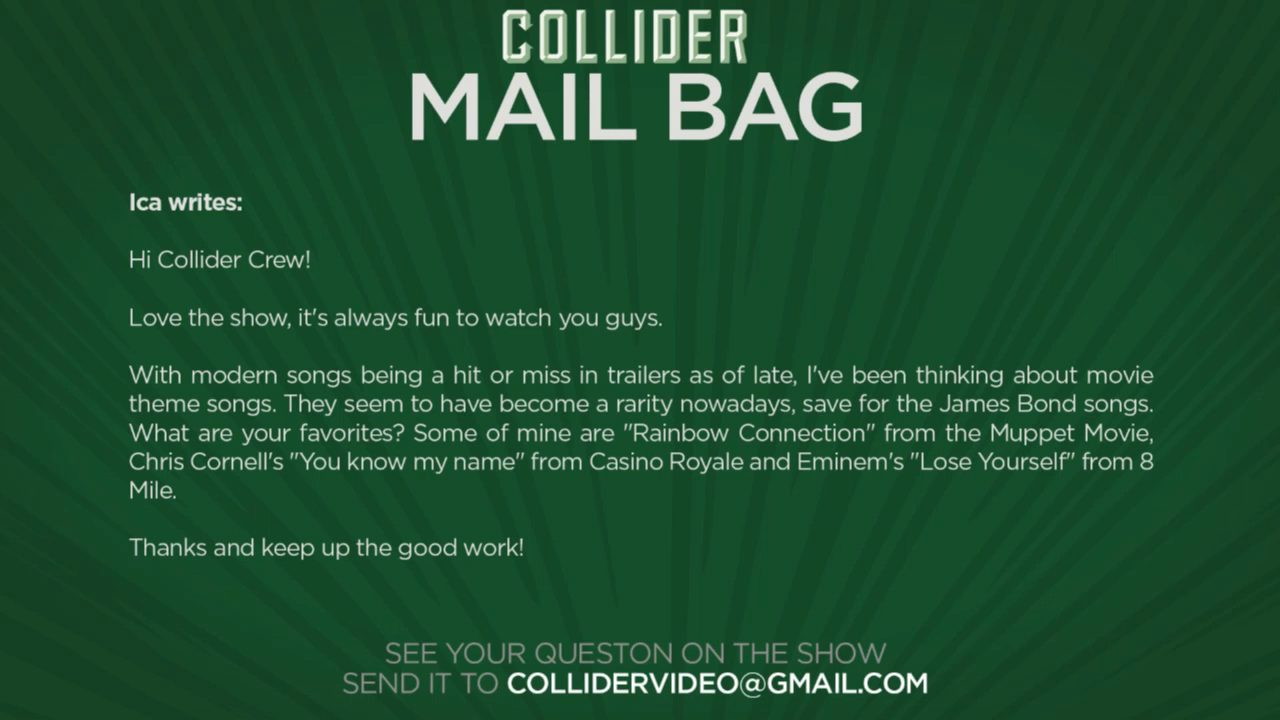 COLLIDER
MAIL BAG
Ica writes:
Hi Collider Crew!
Love the show, it's always fun to watch you guys.
With modern songs being a hit or miss in trailers as of late, I've been thinking about movie
theme songs. They seem to have become a rarity nowadays, save for the James Bond songs.
What are your favorites? Some of mine are "Rainbow Connection" from the Muppet Movie,
Chris Cornell's "You know my name" from Casino Royale and Eminem's "Lose Yourself" from 8
Mile.
Thanks and keep up the good work!
SEE YOUR QUESTON ON THE SHOW
SEND IT TO COLLIDERVIDEO@GMAIL.COM